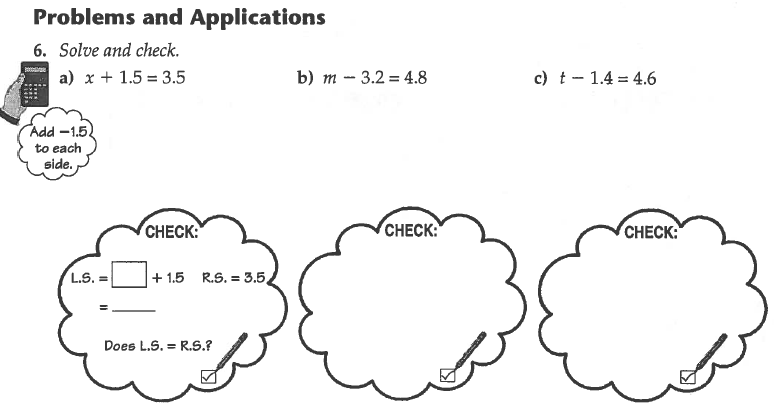 Problems and Applications
6. Solve and check.
a) x + 1.5 = 3.5 b) m − 3.2 = 4.8 c) t − 1.4 = 4.6
Add −1.5
to each
side.
CHECK: CHECK: CHECK:
L.S. = + 1.5 R.S. = 3.5
= ______
Does L.S. = R.S.?